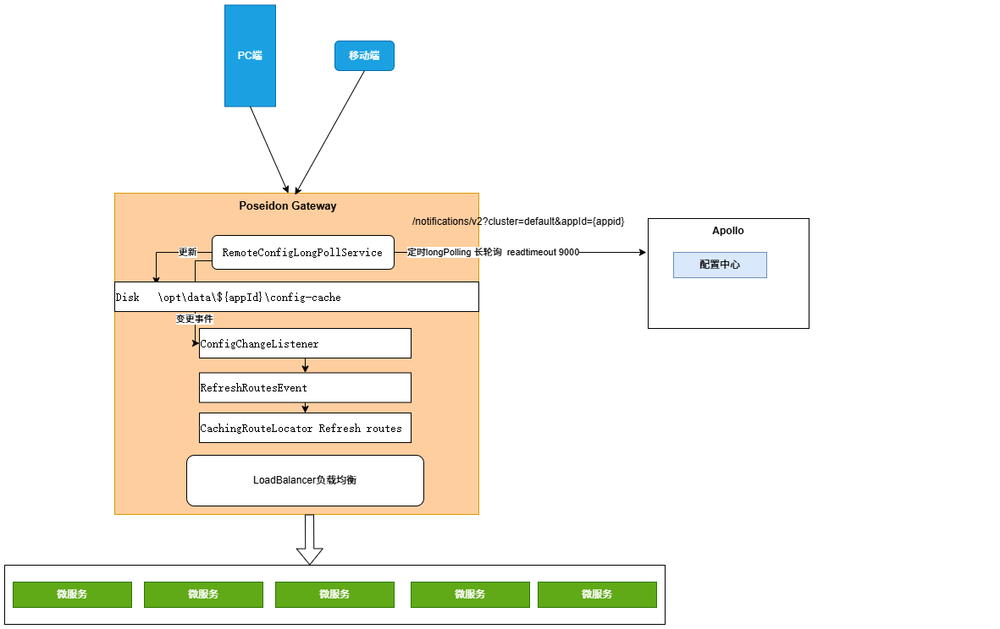 PC端
移动端
Poseidon Gateway
/notifications/v2?cluster=default&appId={appid}
Apollo
RemoteConfigLongPollService
更新
定时longPolling 长轮询 readtimeout 9000
配置中心
Disk \opt\data\${appId}\config-cache
变更事件
ConfigChangeListener
RefreshRoutesEvent
CachingRouteLocator Refresh routes
LoadBalancer负载均衡
微服务
微服务
微服务
微服务
微服务